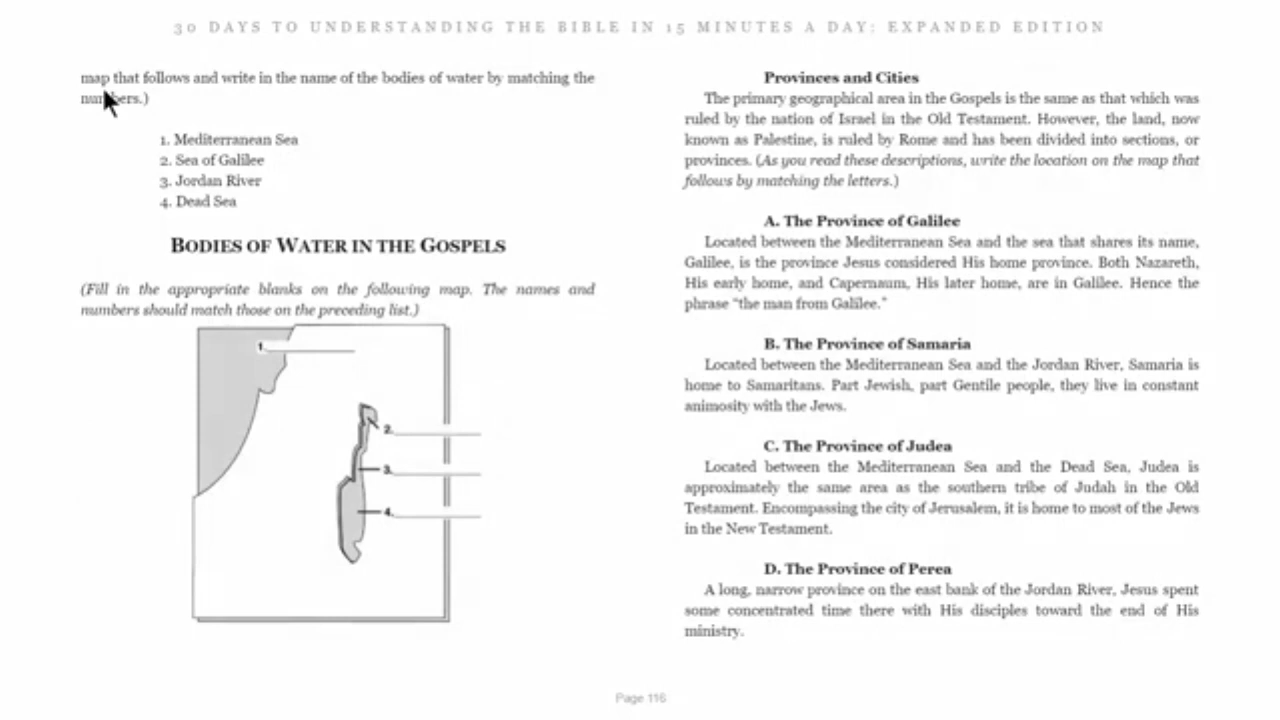 30 DAYS TO UNDERSTANDING THE BIBLE IN 15 MINUTES A DAY: EXPANDED EDITION
map that follows and write in the name of the bodies of water by matching the
numbers.)
1. Mediterranean Sea
2. Sea of Galilee
3. Jordan River
4. Dead Sea
BODIES OF WATER IN THE GOSPELS
(Fill in the appropriate blanks on the following map. The names and
numbers should match those on the preceding list.)
1.
2.
3.
4.
Provinces and Cities
The primary geographical area in the Gospels is the same as that which was
ruled by the nation of Israel in the Old Testament. However, the land, now
known as Palestine, is ruled by Rome and has been divided into sections, or
provinces. (As you read these descriptions, write the location on the map that
follows by matching the letters.)
A. The Province of Galilee
Located between the Mediterranean Sea and the sea that shares its name,
Galilee, is the province Jesus considered His home province. Both Nazareth,
His early home, and Capernaum, His later home, are in Galilee. Hence the
phrase "the man from Galilee."
B. The Province of Samaria
Located between the Mediterranean Sea and the Jordan River, Samaria is
home to Samaritans. Part Jewish, part Gentile people, they live in constant
animosity with the Jews.
C. The Province of Judea
Located between the Mediterranean Sea and the Dead Sea, Judea is
approximately the same area as the southern tribe of Judah in the Old
Testament. Encompassing the city of Jerusalem, it is home to most of the Jews
in the New Testament.
D. The Province of Perea
A long, narrow province on the east bank of the Jordan River, Jesus spent
some concentrated time there with His disciples toward the end of His
ministry.
Page 116